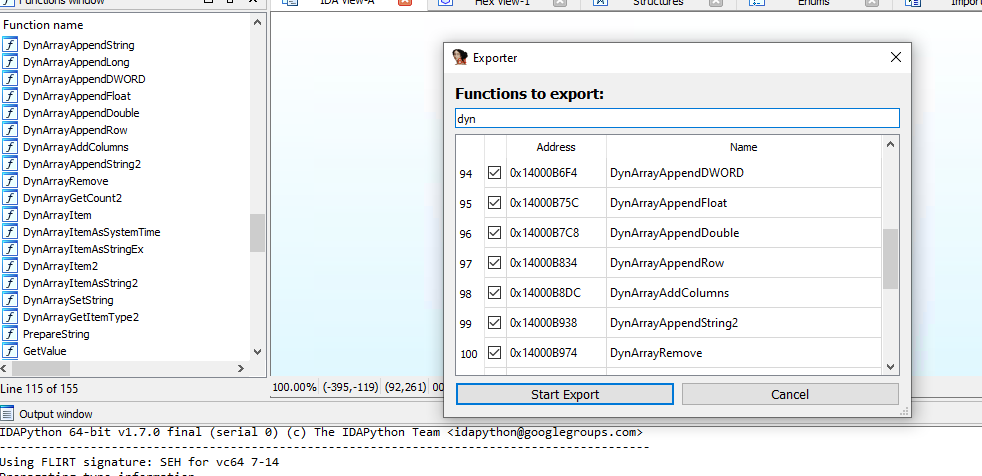 Functions window
IDA View-A
Hex View-1
Structures
Enums
Import
Function name
DynArrayAppendString
DynArrayAppendLong
DynArrayAppendDWORD
DynArrayAppendFloat
DynArrayAppendDouble
DynArrayAppendRow
DynArrayAddColumns
DynArrayAppendString2
DynArrayRemove
DynArrayGetCount2
DynArrayItem
DynArrayItemAsSystemTime
DynArrayItemAsStringEx
DynArrayItem2
DynArrayItemAsString2
DynArraySetString
DynArrayGetItemType2
PrepareString
GetValue
Line 115 of 155
Exporter
Functions to export:
dyn
Address Name
94 0x14000B6F4 DynArrayAppendDWORD
95 0x14000B75C DynArrayAppendFloat
96 0x14000B7C8 DynArrayAppendDouble
97 0x14000B834 DynArrayAppendRow
98 0x14000B8DC DynArrayAddColumns
99 0x14000B938 DynArrayAppendString2
100 0x14000B974 DynArrayRemove
Start Export Cancel
100.00% (-395,-119) (92,261) 00
Output window
IDAPython 64-bit v1.7.0 final (serial 0) (c) The IDAPython Team <idapython@googlegroups.com>
---------------------------------------------------------------------------------------------
Using FLIRT signature: SEH for vc64 7-14
Propagating type information